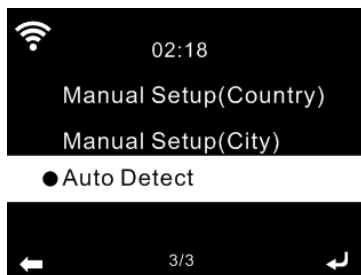 02:18
Manual Setup(Country)
Manual Setup(City)
Auto Detect
3/3